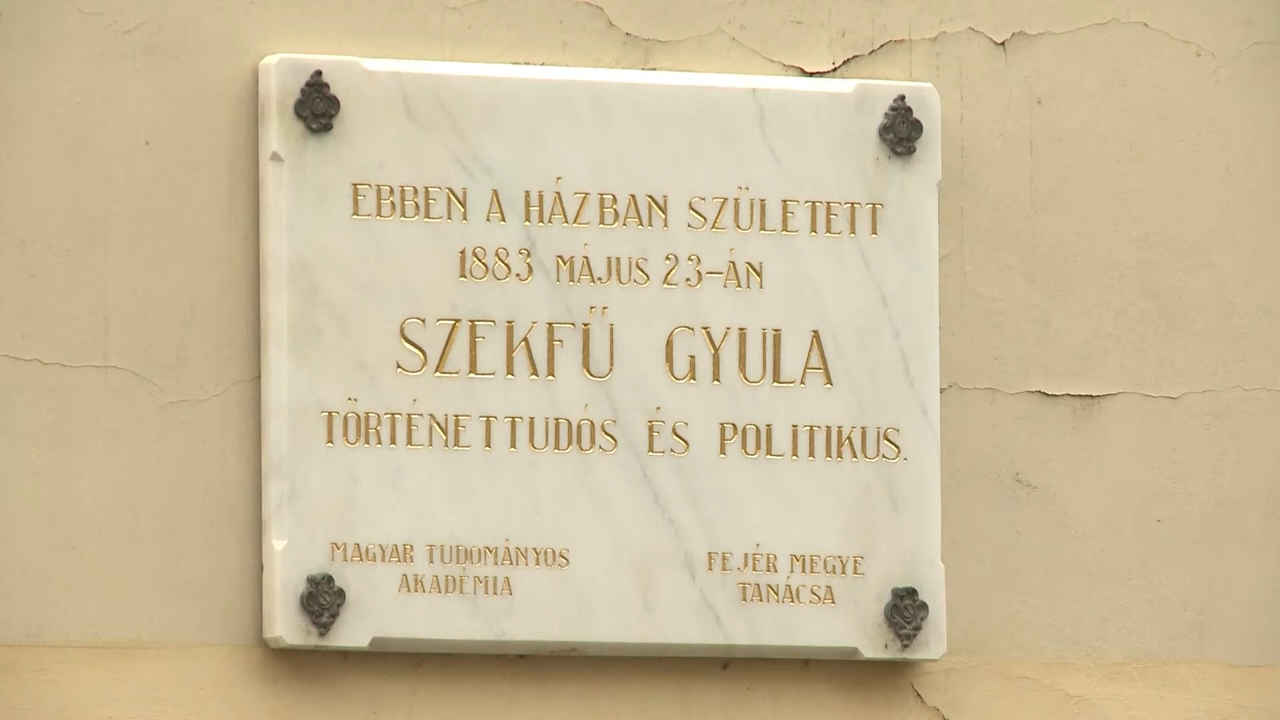 EBBEN A HÁZBAN SZÜLETETT
1883 MÁJUS 23-ÁN
SZEKFŰ GYULA
TÖRTÉNETTUDÓS ÉS POLITIKUS.
MAGYAR TUDOMÁNYOS
AKADÉMIA
FEJÉR MEGYE
TANÁCSA